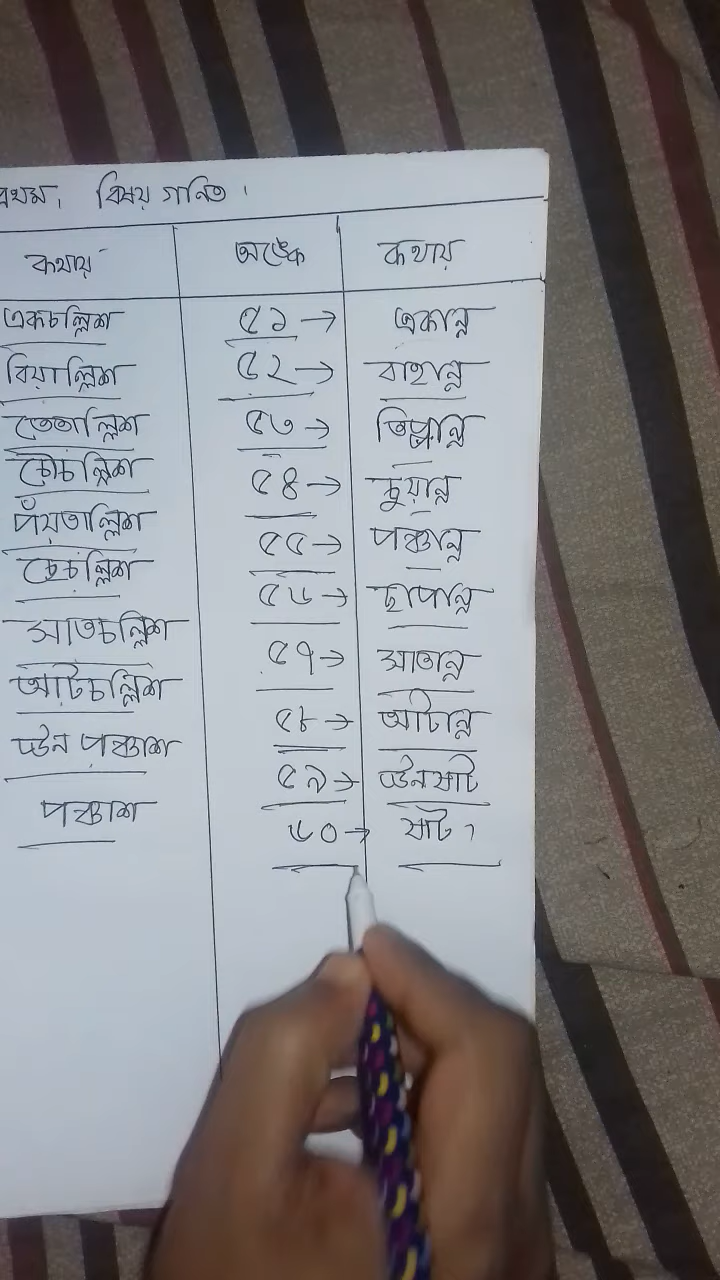 প্রথম, বিষয় গনিত।
কথায় অঙ্কে কথায়
একচল্লিশ ৫১ → একান্ন
বিয়াল্লিশ ৫২ → বাহান্ন
তেতাল্লিশ ৫৩ → তিপ্পান্ন
চৌচল্লিশ ৫৪ → চুয়ান্ন
পঁয়তাল্লিশ ৫৫ → পঞ্চান্ন
ছেচল্লিশ ৫৬ → ছাপান্ন
সাতচল্লিশ ৫৭ → সাতান্ন
আটচল্লিশ ৫৮ → আটান্ন
ঊনপঞ্চাশ ৫৯ → ঊনষাট
পঞ্চাশ ৬০ → ষাট।